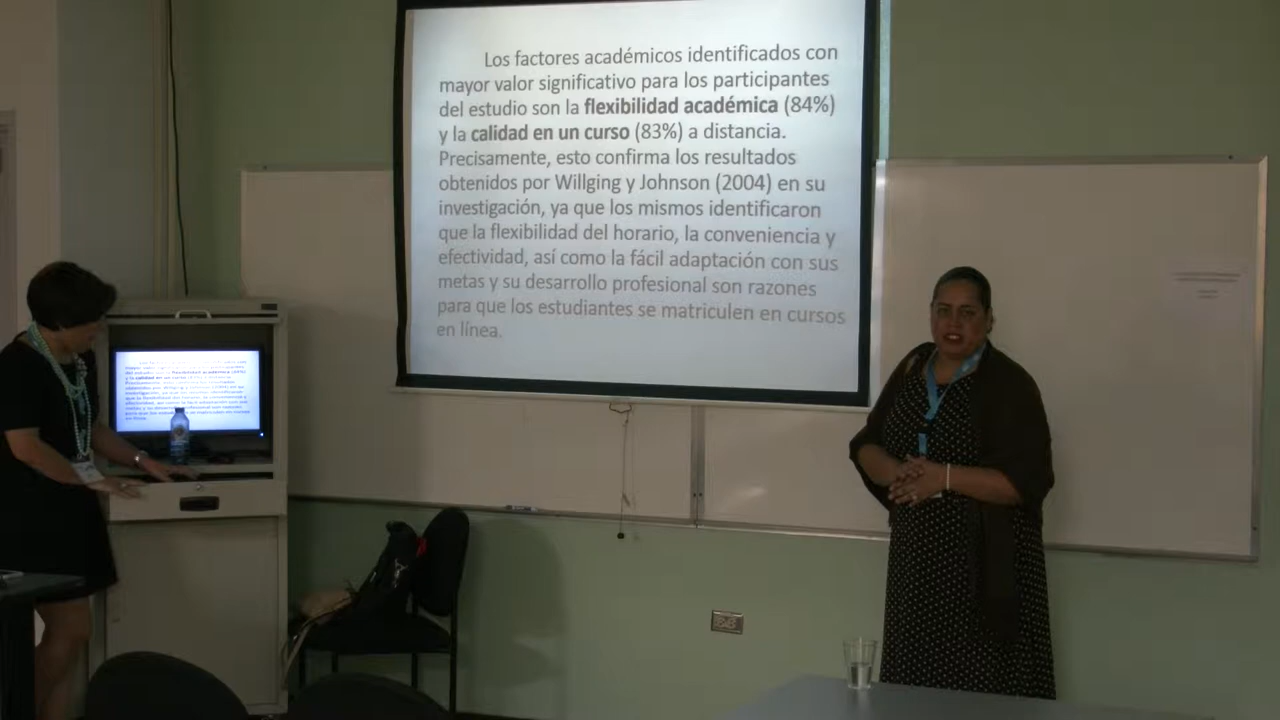 Los factores académicos identificados con
mayor valor significativo para los participantes
del estudio son la flexibilidad académica (84%)
y la calidad en un curso (83%) a distancia.
Precisamente, esto confirma los resultados
obtenidos por Willging y Johnson (2004) en su
investigación, ya que los mismos identificaron
que la flexibilidad del horario, la conveniencia y
efectividad, así como la fácil adaptación con sus
metas y su desarrollo profesional son razones
para que los estudiantes se matriculen en cursos
en línea.